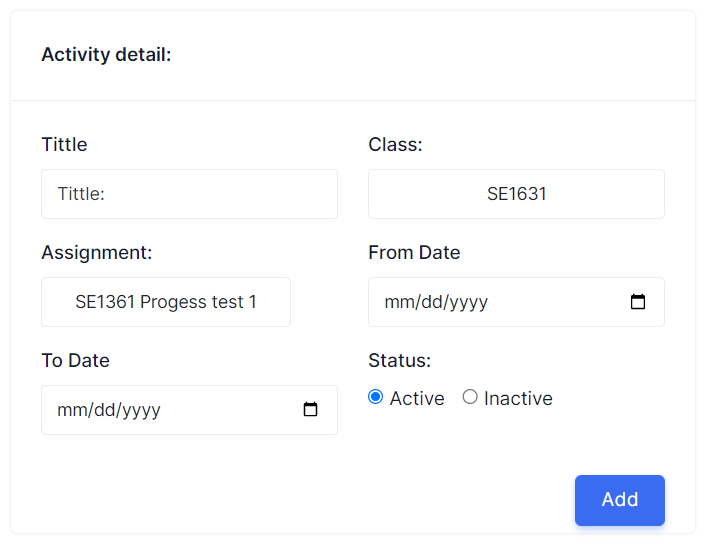 Activity detail:
Tittle
Class:
Tittle:
SE1631
Assignment:
From Date
SE1361 Progess test 1
mm/dd/yyyy
To Date
Status:
mm/dd/yyyy
Active
Inactive
Add